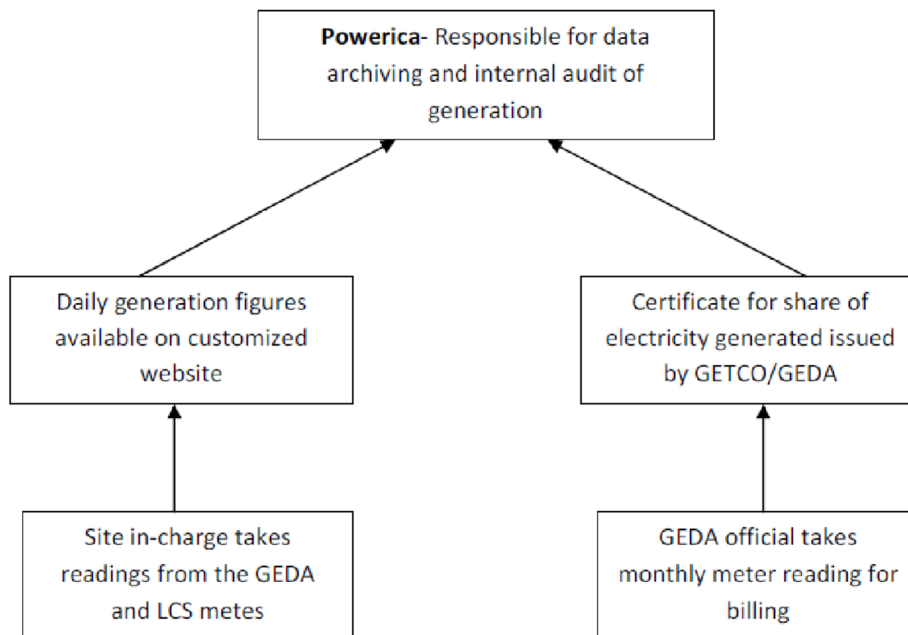 Powerica- Responsible for data
archiving and internal audit of
generation
Daily generation figures
available on customized
website
Certificate for share of
electricity generated issued
by GETCO/GEDA
Site in-charge takes
readings from the GEDA
and LCS metes
GEDA official takes
monthly meter reading for
billing